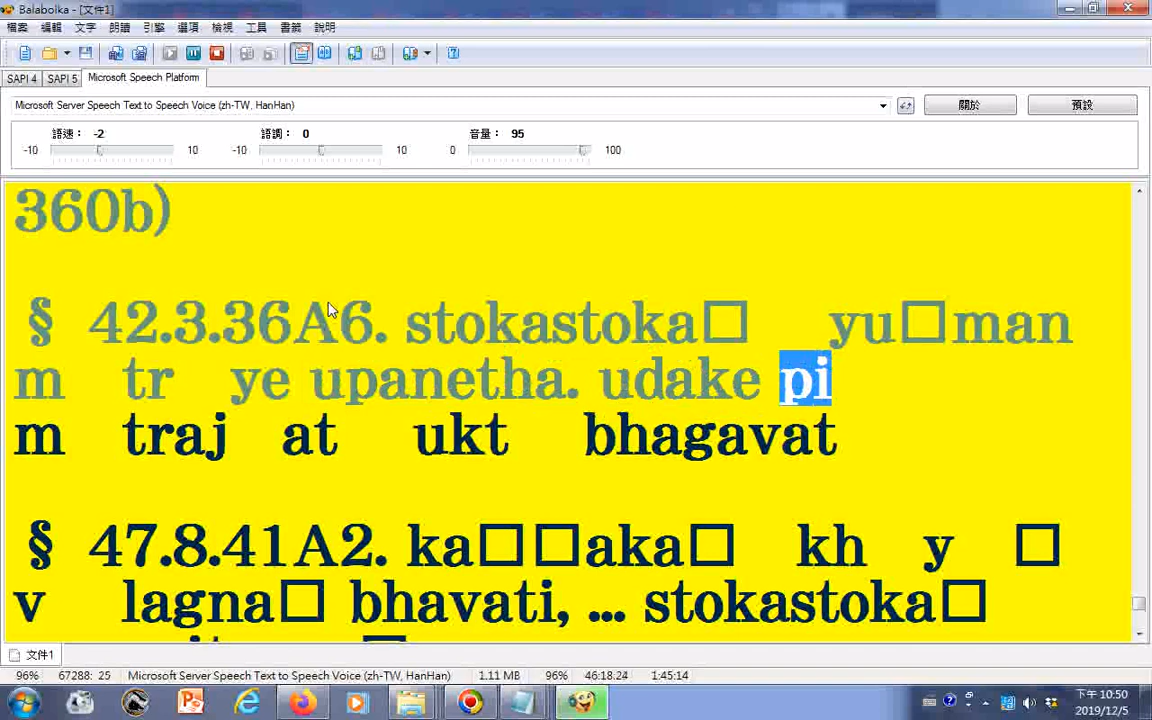 Balabolka - [文件1]
檔案 編輯 文字 朗讀 引擎 選項 檢視 工具 書籤 說明
SAPI 4 SAPI 5 Microsoft Speech Platform
Microsoft Server Speech Text to Speech Voice (zh-TW, HanHan) 關於 預設
語速： -2 語調： 0 音量： 95
-10 10 -10 10 0 100
360b)
§ 42.3.36A6. stokastoka□ yu□man
m tr ye upanetha. udake pi
m traj at ukt bhagavat
§ 47.8.41A2. ka□□aka□ kh y □
v lagna□ bhavati, ... stokastoka□
文件1
96% 67288: 25 Microsoft Server Speech Text to Speech Voice (zh-TW, HanHan) 1.11 MB 96% 46:18.24 1:45:14
下午 10:50
2019/12/5